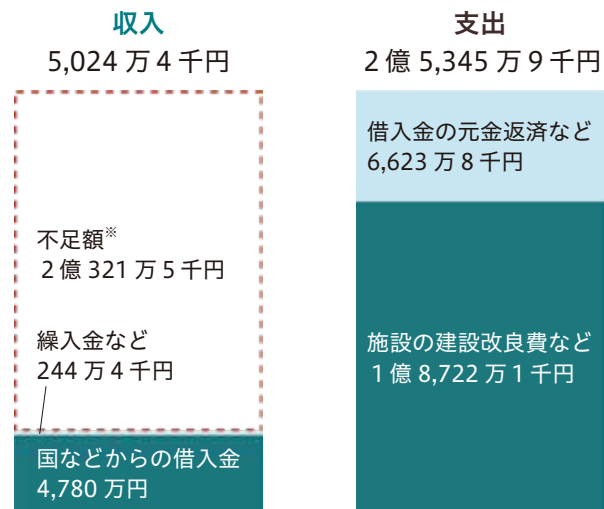 収入
5,024 万 4 千円
不足額※
2 億 321 万 5 千円
繰入金など
244 万 4 千円
国などからの借入金
4,780 万円
支出
2 億 5,345 万 9 千円
借入金の元金返済など
6,623 万 8 千円
施設の建設改良費など
1 億 8,722 万 1 千円